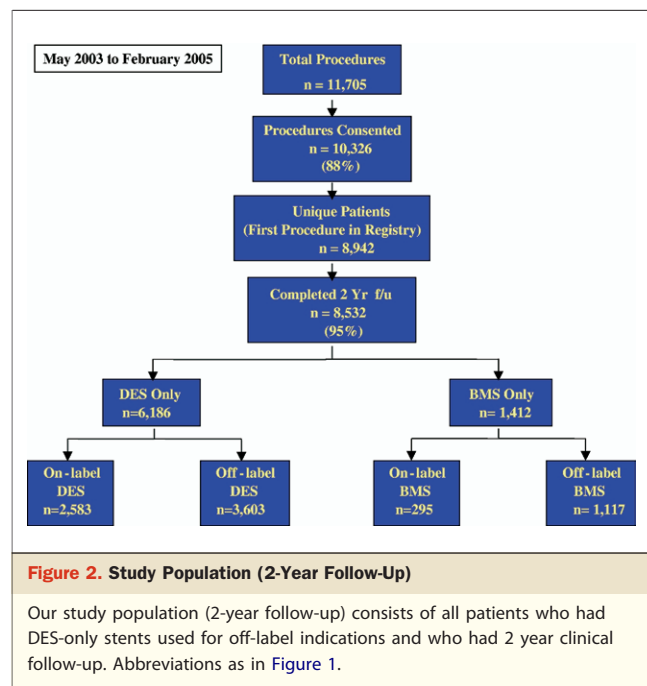 May 2003 to February 2005
Total Procedures
n = 11,705
Procedures Consented
n = 10,326
(88%)
Unique Patients
(First Procedure in Registry)
n = 8,942
Completed 2 Yr f/u
n = 8,532
(95%)
DES Only
n=6,186
BMS Only
n= 1,412
On-label
DES
n=2,583
Off-label
DES
n=3,603
On-label
BMS
n=295
Off-label
BMS
n= 1,117
Figure 2. Study Population (2-Year Follow-Up)
Our study population (2-year follow-up) consists of all patients who had
DES-only stents used for off-label indications and who had 2 year clinical
follow-up. Abbreviations as in Figure 1.